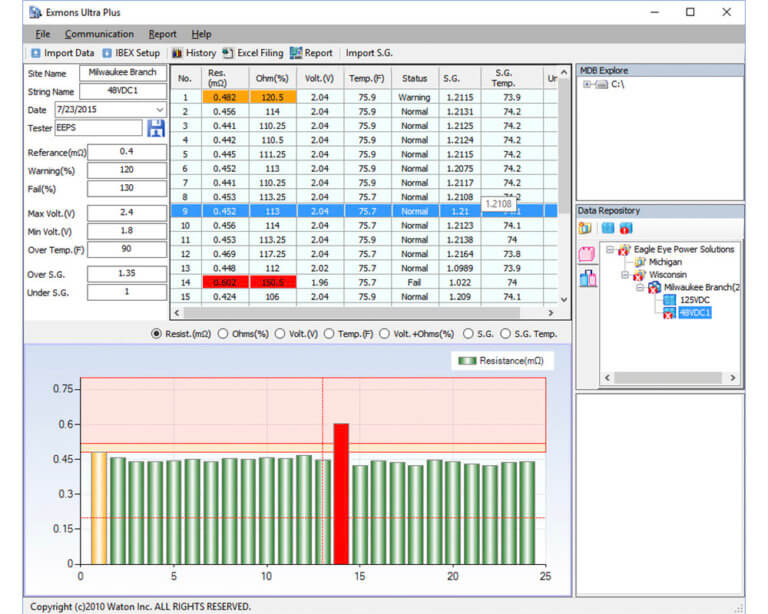 Exmons Ultra Plus
File Communication Report Help
Import Data IBEX Setup History Excel Filing Report Import S.G.
Site Name Milwaukee Branch
String Name 48VDC1
Date 7/23/2015
Tester EEPS
Referance(mΩ) 0.4
Warning(%) 120
Fail(%) 130
Max Volt.(V) 2.4
Min Volt.(V) 1.8
Over Temp.(F) 90
Over S.G. 1.35
Under S.G. 1
No. Res. (mΩ) Ohm(%) Volt.(V) Temp.(F) Status S.G. S.G. Temp. Un
1 0.482 120.5 2.04 75.9 Warning 1.2115 73.9
2 0.456 114 2.04 75.9 Normal 1.2131 74.2
3 0.441 110.25 2.04 75.9 Normal 1.2125 74.2
4 0.442 110.5 2.04 75.9 Normal 1.2124 74.2
5 0.445 111.25 2.04 75.9 Normal 1.2115 74.2
6 0.452 113 2.04 75.9 Normal 1.2075 74.2
7 0.441 110.25 2.04 75.9 Normal 1.2117 74.2
8 0.453 113.25 2.04 75.7 Normal 1.2108
9 0.452 113 2.04 75.7 Normal 1.21
1.2108
10 0.456 114 2.04 75.7 Normal 1.2123 74.1
11 0.453 113.25 2.04 75.9 Normal 1.2138 74
12 0.469 117.25 2.04 75.7 Normal 1.2164 73.8
13 0.448 112 2.02 75.7 Normal 1.0989 73.9
14 0.602 150.5 1.96 75.7 Fail 1.022 74
15 0.424 106 2.04 75.9 Normal 1.209 74.1
Resist.(mΩ) Ohms(%) Volt.(V) Temp.(F) Volt.+Ohms(%) S.G. S.G. Temp.
Resistance(mΩ)
0.75
0.6
0.45
0.3
0.15
0
0 5 10 15 20 25
MDB Explore
C:\
Data Repository
Eagle Eye Power Solutions
Michigan
Wisconsin
Milwaukee Branch(2
125VDC
48VDC1
Copyright (c)2010 Waton Inc. ALL RIGHTS RESERVED.